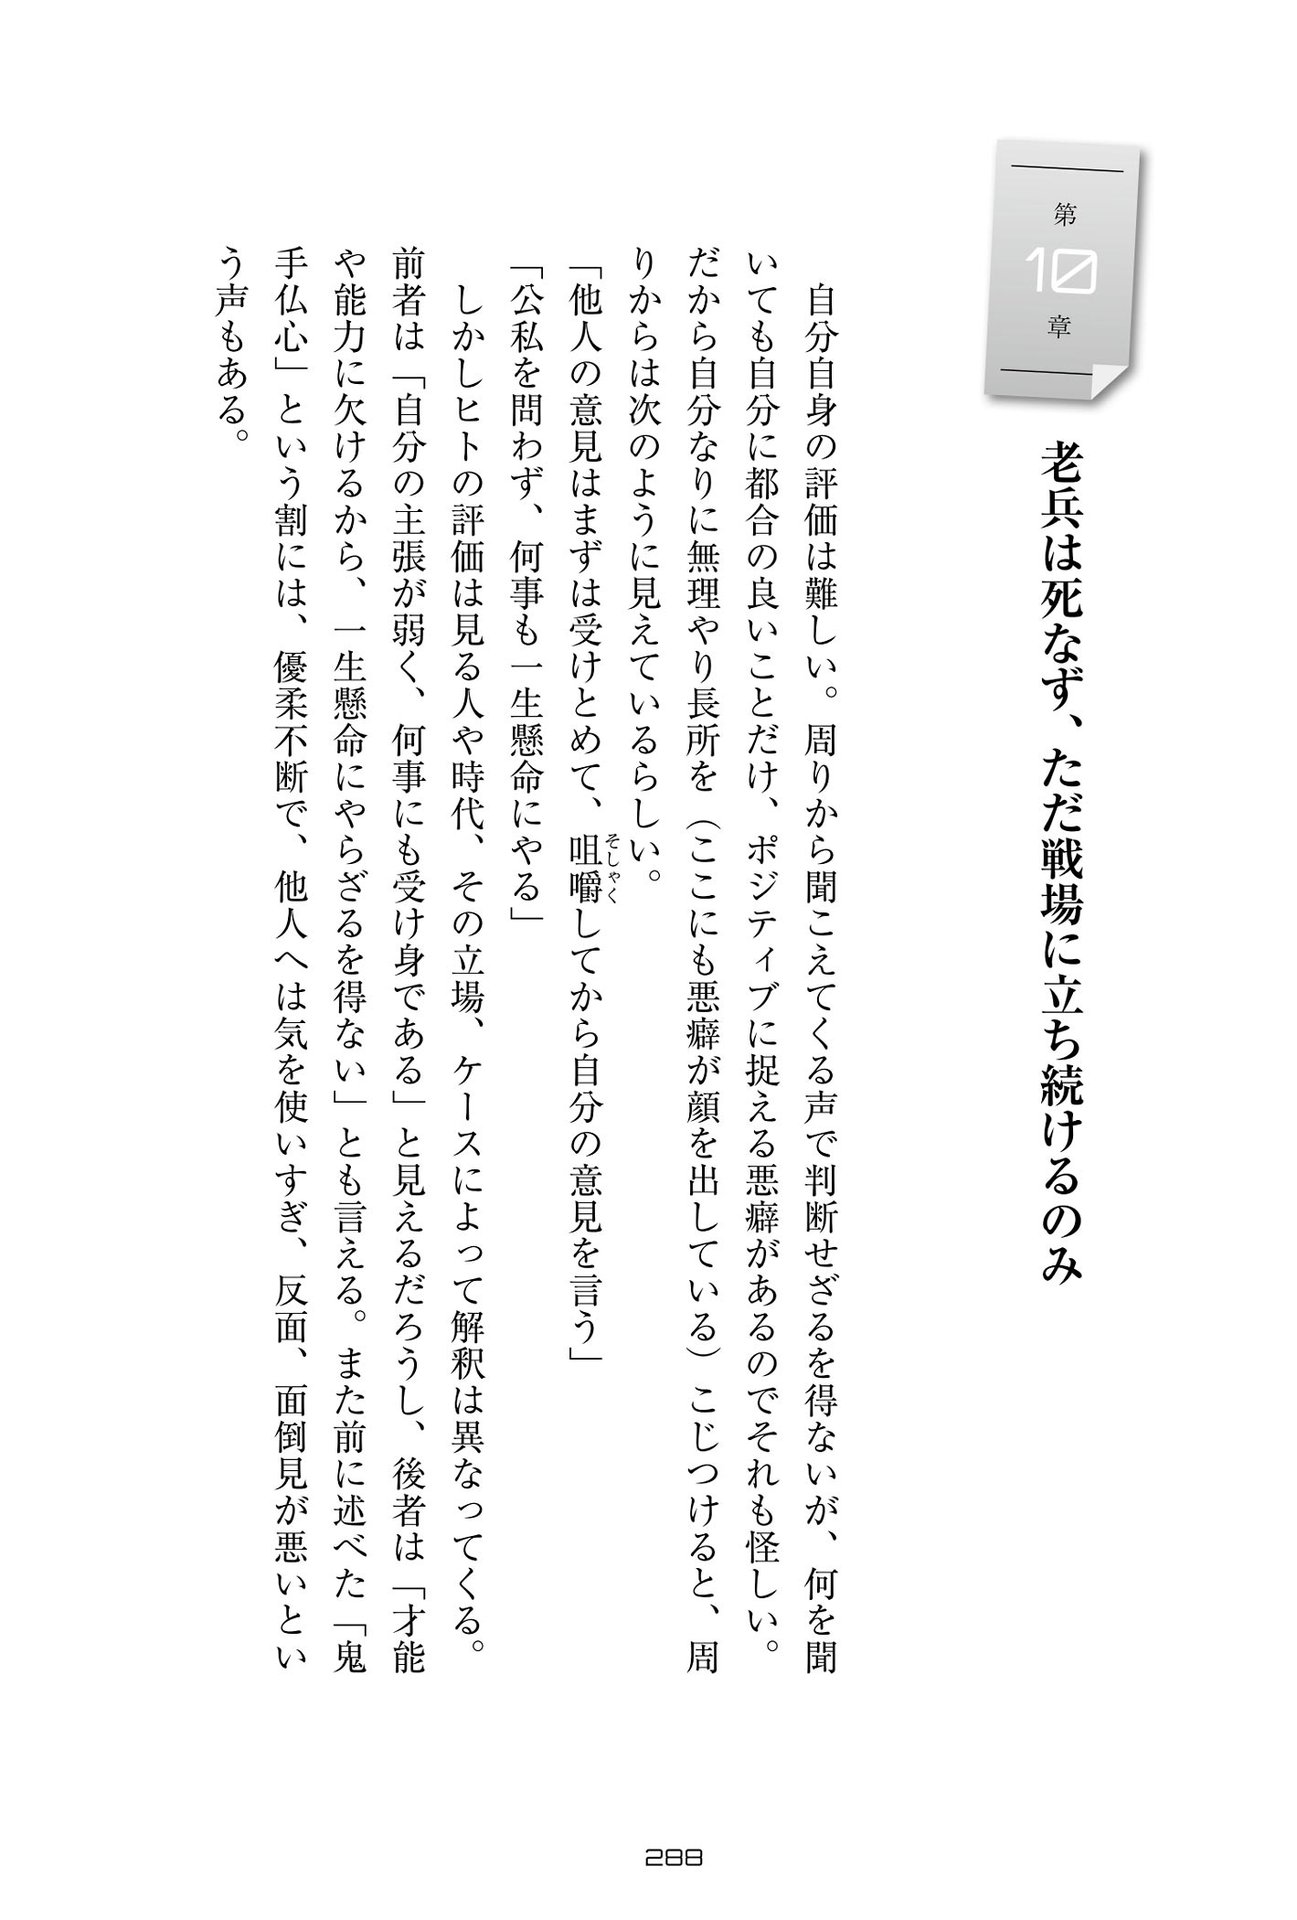 第
10
章
老兵は死なず、ただ戦場に立ち続けるのみ
自分自身の評価は難しい。周りから聞こえてくる声で判断せざるを得ないが、何を聞
いても自分に都合の良いことだけ、ポジティブに捉える悪癖があるのでそれも怪しい。
だから自分なりに無理やり長所を（ここにも悪癖が顔を出している）こじつけると、周
りからは次のように見えているらしい。
「他人の意見はまずは受けとめて、咀嚼してから自分の意見を言う」
そしゃく
「公私を問わず、何事も一生懸命にやる」
しかしヒトの評価は見る人や時代、その立場、ケースによって解釈は異なってくる。
前者は「自分の主張が弱く、何事にも受け身である」と見えるだろうし、後者は「才能
や能力に欠けるから、一生懸命にやらざるを得ない」とも言える。また前に述べた「鬼
手仏心」という割には、優柔不断で、他人へは気を使いすぎ、反面、面倒見が悪いとい
う声もある。
288